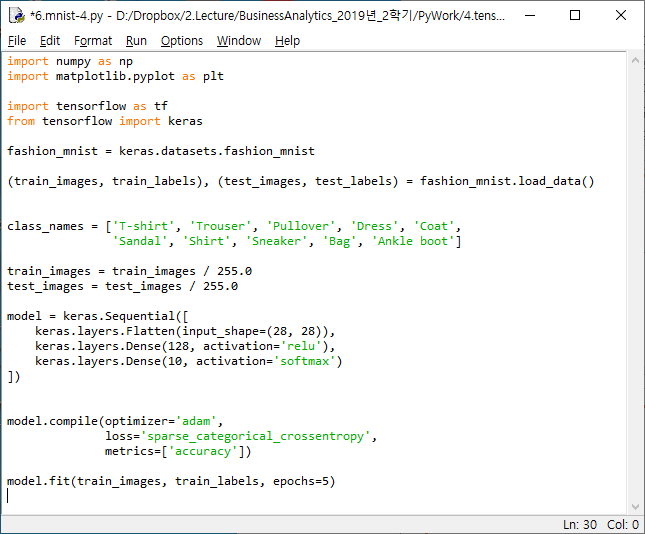 *6.mnist-4.py - D:/Dropbox/2.Lecture/BusinessAnalytics_2019년_2학기/PyWork/4.tens...
File Edit Format Run Options Window Help
import numpy as np
import matplotlib.pyplot as plt
import tensorflow as tf
from tensorflow import keras
fashion_mnist = keras.datasets.fashion_mnist
(train_images, train_labels), (test_images, test_labels) = fashion_mnist.load_data()
class_names = ['T-shirt', 'Trouser', 'Pullover', 'Dress', 'Coat',
'Sandal', 'Shirt', 'Sneaker', 'Bag', 'Ankle boot']
train_images = train_images / 255.0
test_images = test_images / 255.0
model = keras.Sequential([
keras.layers.Flatten(input_shape=(28, 28)),
keras.layers.Dense(128, activation='relu'),
keras.layers.Dense(10, activation='softmax')
])
model.compile(optimizer='adam',
loss='sparse_categorical_crossentropy',
metrics=['accuracy'])
model.fit(train_images, train_labels, epochs=5)
Ln: 30 Col: 0